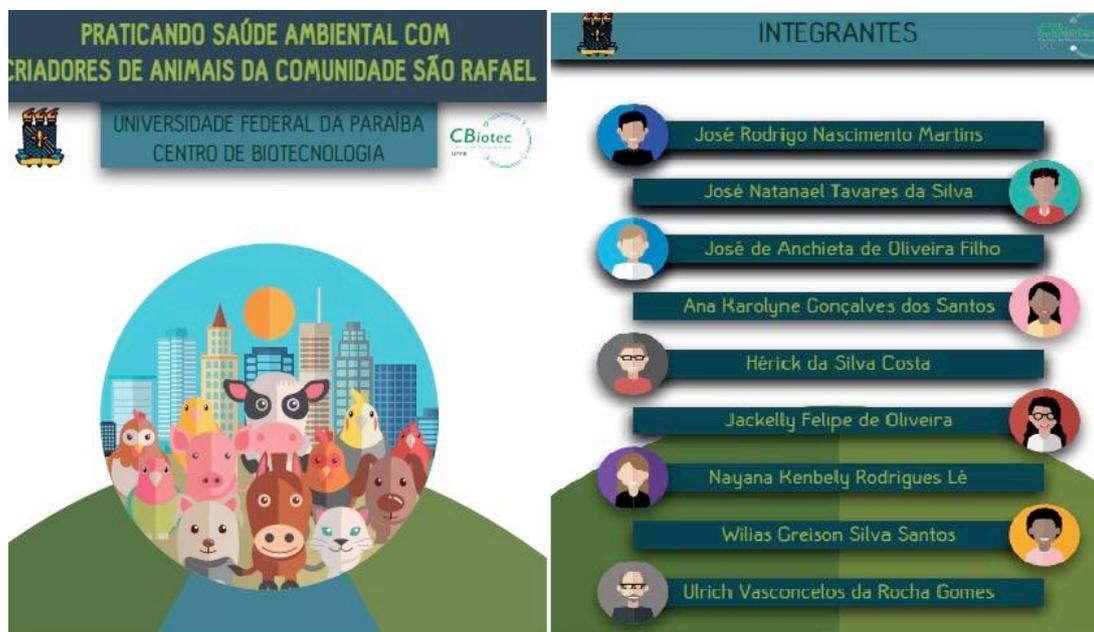 PRATICANDO SAÚDE AMBIENTAL COM
CRIADORES DE ANIMAIS DA COMUNIDADE SÃO RAFAEL
UNIVERSIDADE FEDERAL DA PARAÍBA
CENTRO DE BIOTECNOLOGIA
CBiotec
UFPB
INTEGRANTES
CBiotec
José Rodrigo Nascimento Martins
José Natanael Tavares da Silva
José de Anchieta de Oliveira Filho
Ana Karolyne Gonçalves dos Santos
Hérick da Silva Costa
Jackelly Felipe de Oliveira
Nayana Kenbely Rodrigues Lé
Wilias Greison Silva Santos
Ulrich Vasconcelos da Rocha Gomes